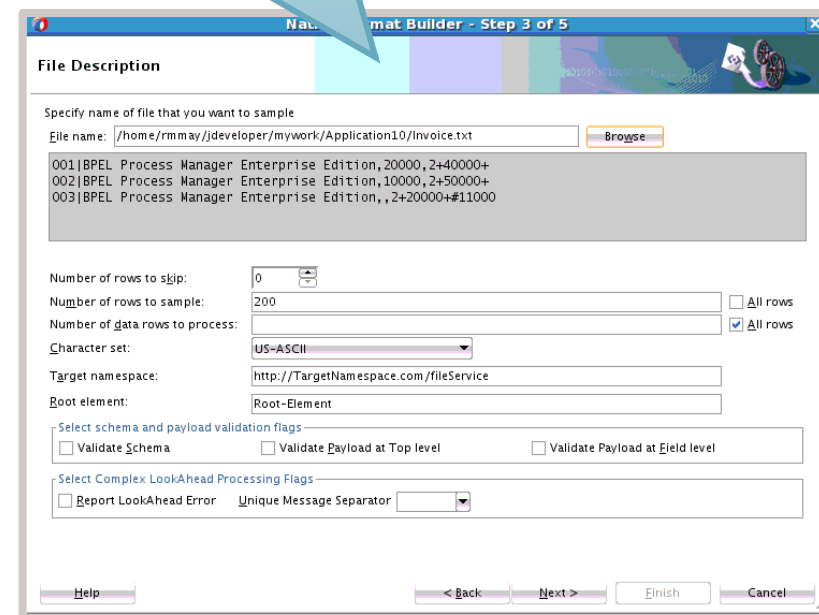 Nat rmat Builder - Step 3 of 5
File Description
Specify name of file that you want to sample
File name: /home/rmmay/jdeveloper/mywork/Application10/Invoice.txt Browse
001|BPEL Process Manager Enterprise Edition,20000,2+40000+
002|BPEL Process Manager Enterprise Edition,10000,2+50000+
003|BPEL Process Manager Enterprise Edition,,2+20000+#11000
Number of rows to skip: 0
Number of rows to sample: 200 All rows
Number of data rows to process: All rows
Character set: US-ASCII
Target namespace: http://TargetNamespace.com/fileService
Root element: Root-Element
Select schema and payload validation flags
Validate Schema Validate Payload at Top level Validate Payload at Field level
Select Complex LookAhead Processing Flags
Report LookAhead Error Unique Message Separator
Help < Back Next > Finish Cancel